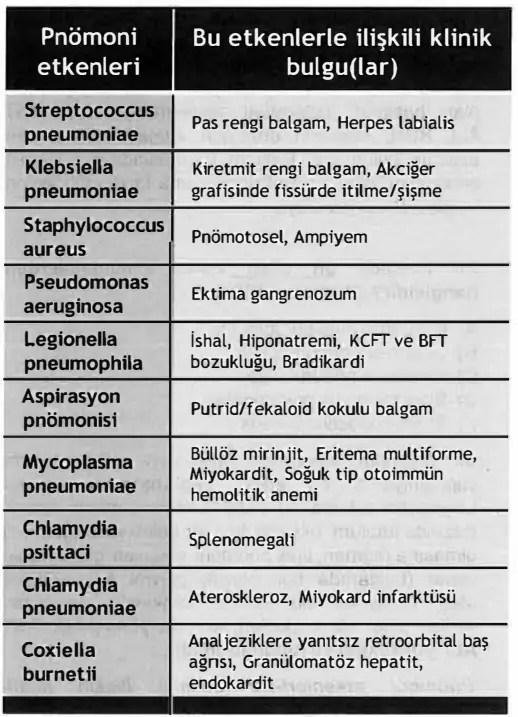 Pnömoni etkenleri
Bu etkenlerle ilişkili klinik bulgu(lar)
Streptococcus pneumoniae
Pas rengi balgam, Herpes labialis
Klebsiella pneumoniae
Kiretmit rengi balgam, Akciğer
grafisinde fissürde itilme/şişme
Staphylococcus aureus
Pnömotosel, Ampiyem
Pseudomonas aeruginosa
Ektima gangrenozum
Legionella pneumophila
İshal, Hiponatremi, KCFT ve BFT
bozukluğu, Bradikardi
Aspirasyon pnömonisi
Putrid/fekaloid kokulu balgam
Mycoplasma pneumoniae
Büllöz mirinjit, Eritema multiforme,
Miyokardit, Soğuk tip otoimmün
hemolitik anemi
Chlamydia psittaci
Splenomegali
Chlamydia pneumoniae
Ateroskleroz, Miyokard infarktüsü
Coxiella burnetii
Analjeziklere yanıtsız retroorbital baş
ağrısı, Granülomatöz hepatit,
endokardit